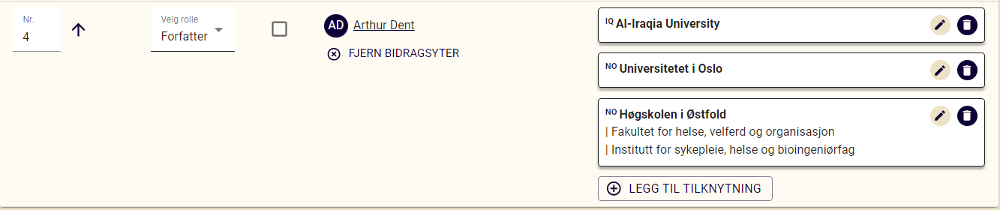 Nr.
4
Velg rolle
Forfatter
AD Arthur Dent
FJERN BIDRAGSYTER
IQ Al-Iraqia University
NO Universitetet i Oslo
NO Høgskolen i Østfold
| Fakultet for helse, velferd og organisasjon
| Institutt for sykepleie, helse og bioingeniørfag
LEGG TIL TILKNYTNING